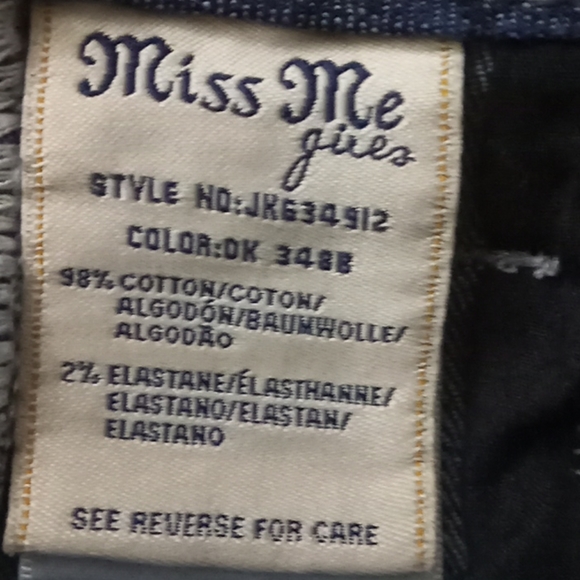 Miss Me
girls
STYLE NO:JK634912
COLOR:DK 348B
98% COTTON/COTON/
ALGODÓN/BAUMWOLLE/
ALGODÃO
2% ELASTANE/ÉLASTHANNE/
ELASTANO/ELASTAN/
ELASTANO
SEE REVERSE FOR CARE